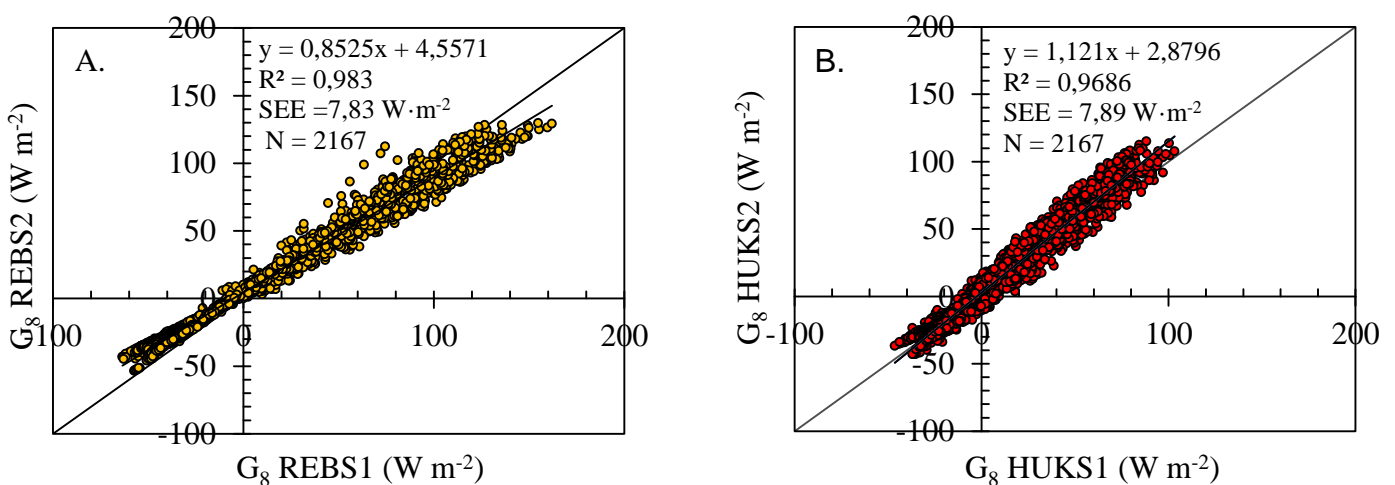 A.
y = 0,8525x + 4,5571
R² = 0,983
SEE =7,83 W·m-2
N = 2167
200
150
100
50
0
-50
-100
-100 0 100 200
G8 REBS2 (W m-2)
G8 REBS1 (W m-2)
B.
y = 1,121x + 2,8796
R² = 0,9686
SEE = 7,89 W·m-2
N = 2167
200
150
100
50
0
-50
-100
-100 0 100 200
G8 HUKS2 (W m-2)
G8 HUKS1 (W m-2)